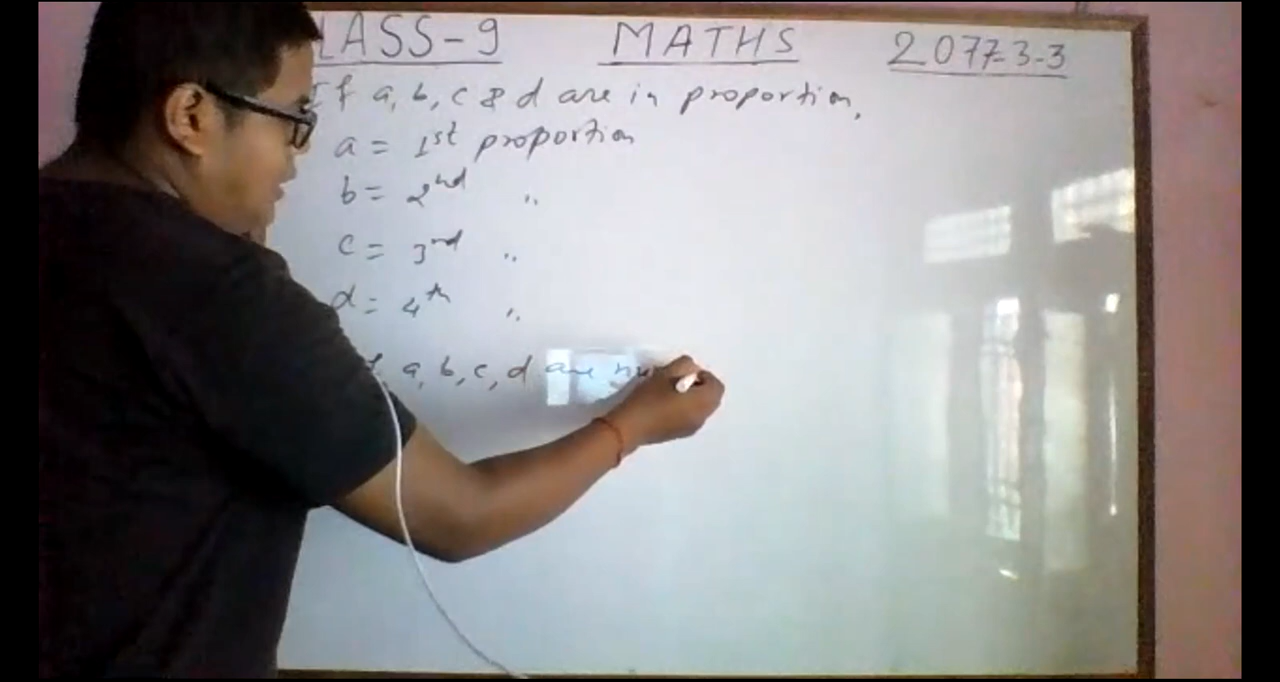 LASS-9 MATHS 2077-3-3
If a, b, c & d are in proportion,
a = 1st proportion
b = 2nd "
c = 3rd "
d = 4th "
a, b, c, d are